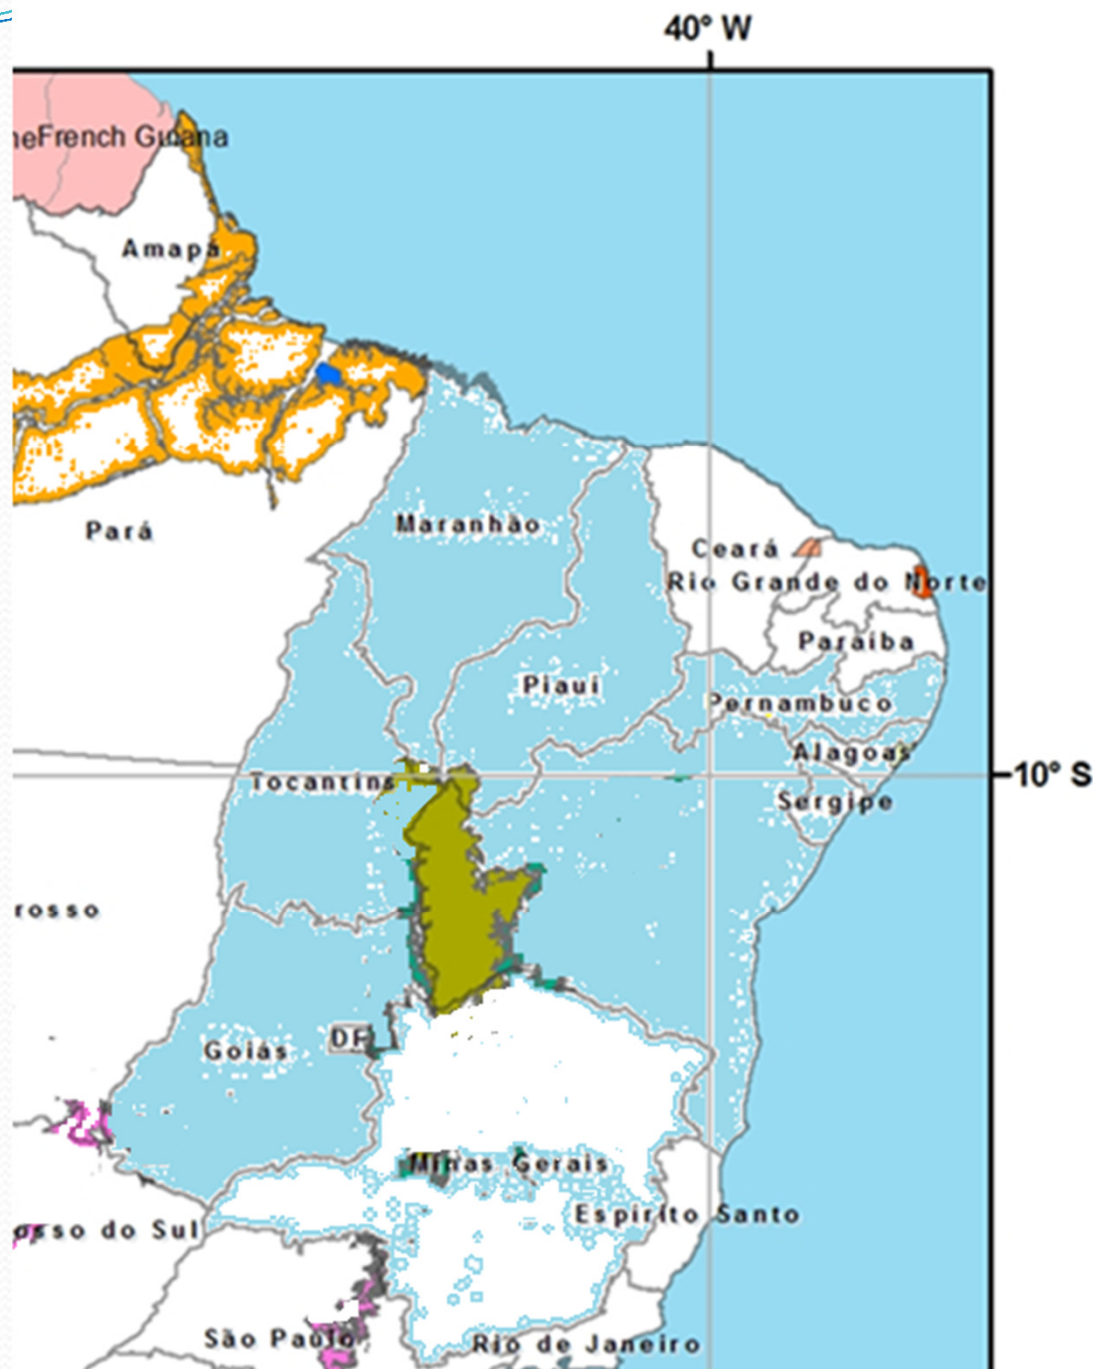 40° W
neFrench Guiana
Amapá
Pará
Maranhão
Ceará
Rio Grande do Norte
Paraíba
Piauí
Pernambuco
Alagoas
10° S
Tocantins
Sergipe
rosso
DF
Goiás
Minas Gerais
Espírito Santo
osso do Sul
São Paulo
Rio de Janeiro